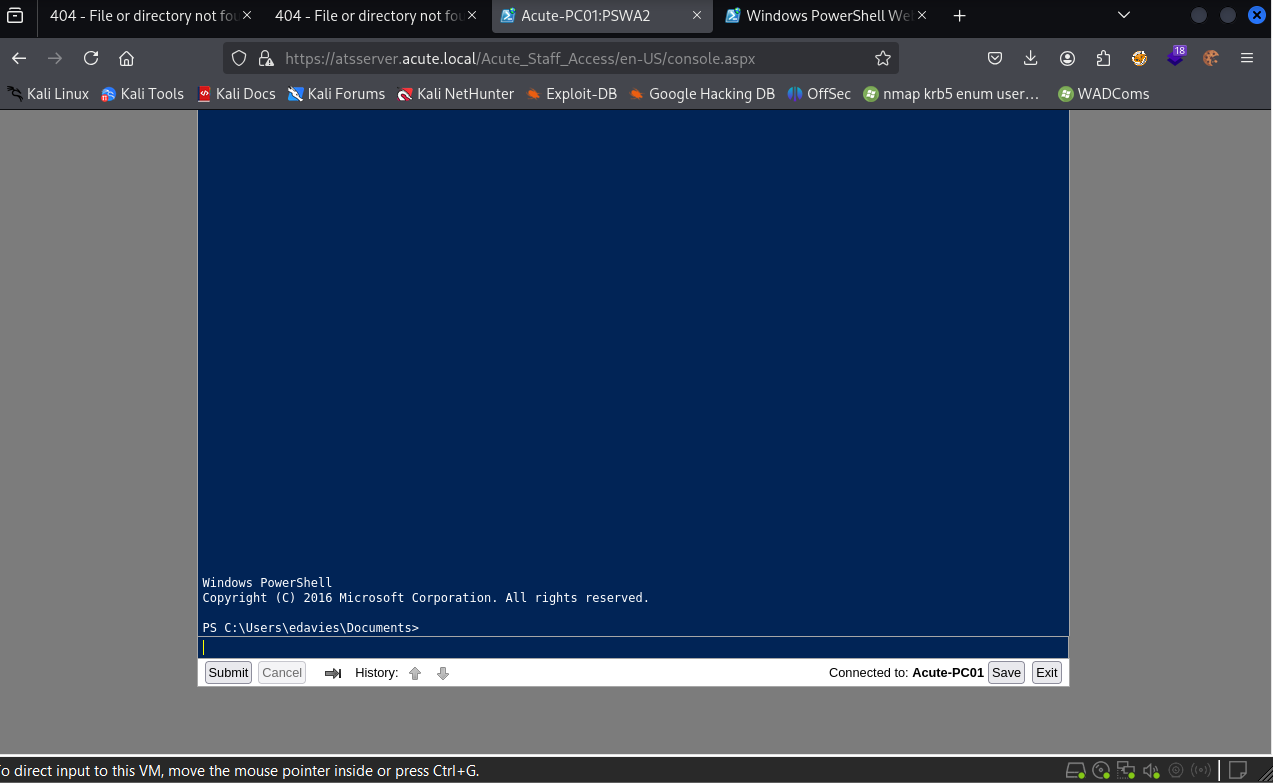 404 - File or directory not fou
404 - File or directory not fou
Acute-PC01:PSWA2
Windows PowerShell We
18
https://atsserver.acute.local/Acute_Staff_Access/en-US/console.aspx
Kali Linux
Kali Tools
Kali Docs
Kali Forums
Kali NetHunter
Exploit-DB
Google Hacking DB
OffSec
nmap krb5 enum user…
WADComs
Windows PowerShell
Copyright (C) 2016 Microsoft Corporation. All rights reserved.
PS C:\Users\edavies\Documents>
Submit
Cancel
History:
Connected to: Acute-PC01
Save
Exit
To direct input to this VM, move the mouse pointer inside or press Ctrl+G.